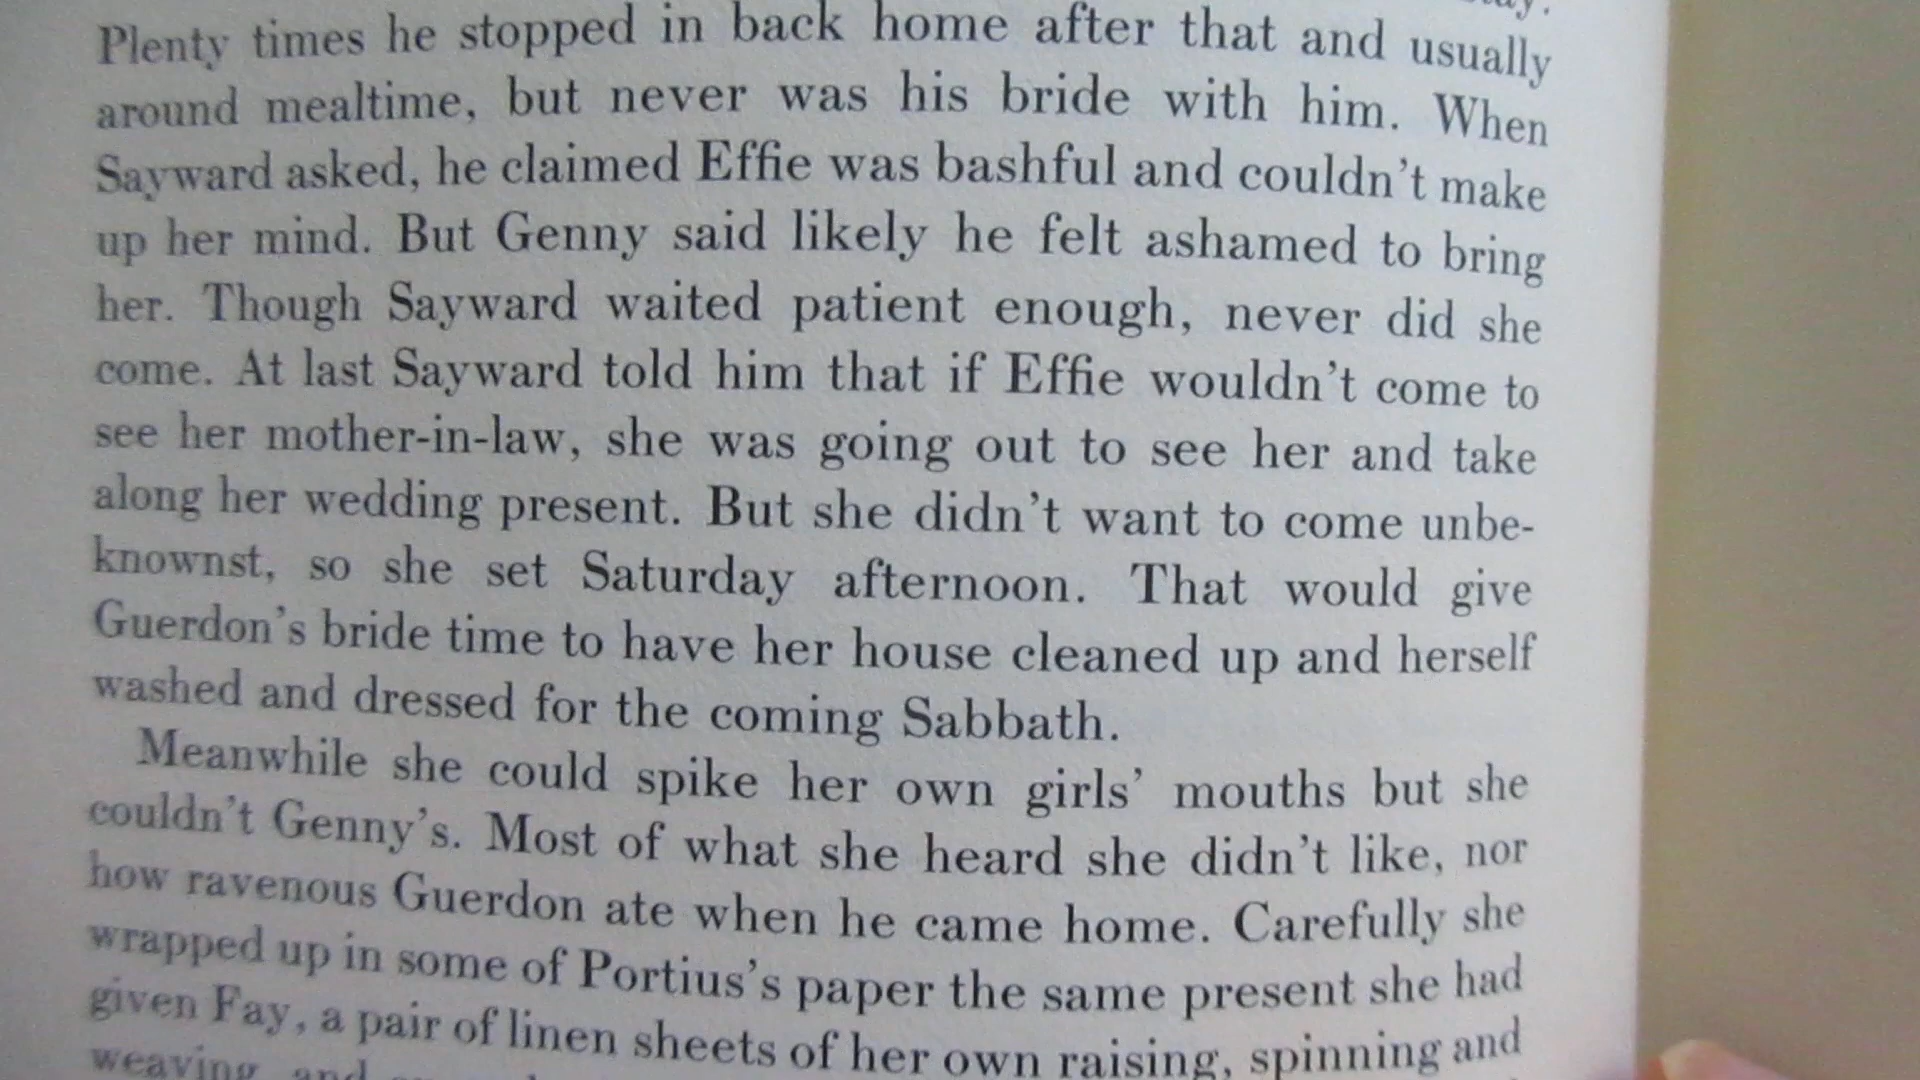 Plenty times he stopped in back home after that and usually
around mealtime, but never was his bride with him. When
Sayward asked, he claimed Effie was bashful and couldn't make
up her mind. But Genny said likely he felt ashamed to bring
her. Though Sayward waited patient enough, never did she
come. At last Sayward told him that if Effie wouldn't come to
see her mother-in-law, she was going out to see her and take
along her wedding present. But she didn't want to come unbe-
knownst, so she set Saturday afternoon. That would give
Guerdon's bride time to have her house cleaned up and herself
washed and dressed for the coming Sabbath.
Meanwhile she could spike her own girls' mouths but she
couldn't Genny's. Most of what she heard she didn't like, nor
how ravenous Guerdon ate when he came home. Carefully she
wrapped up in some of Portius's paper the same present she had
given Fay, a pair of linen sheets of her own raising, spinning and
weaving, and